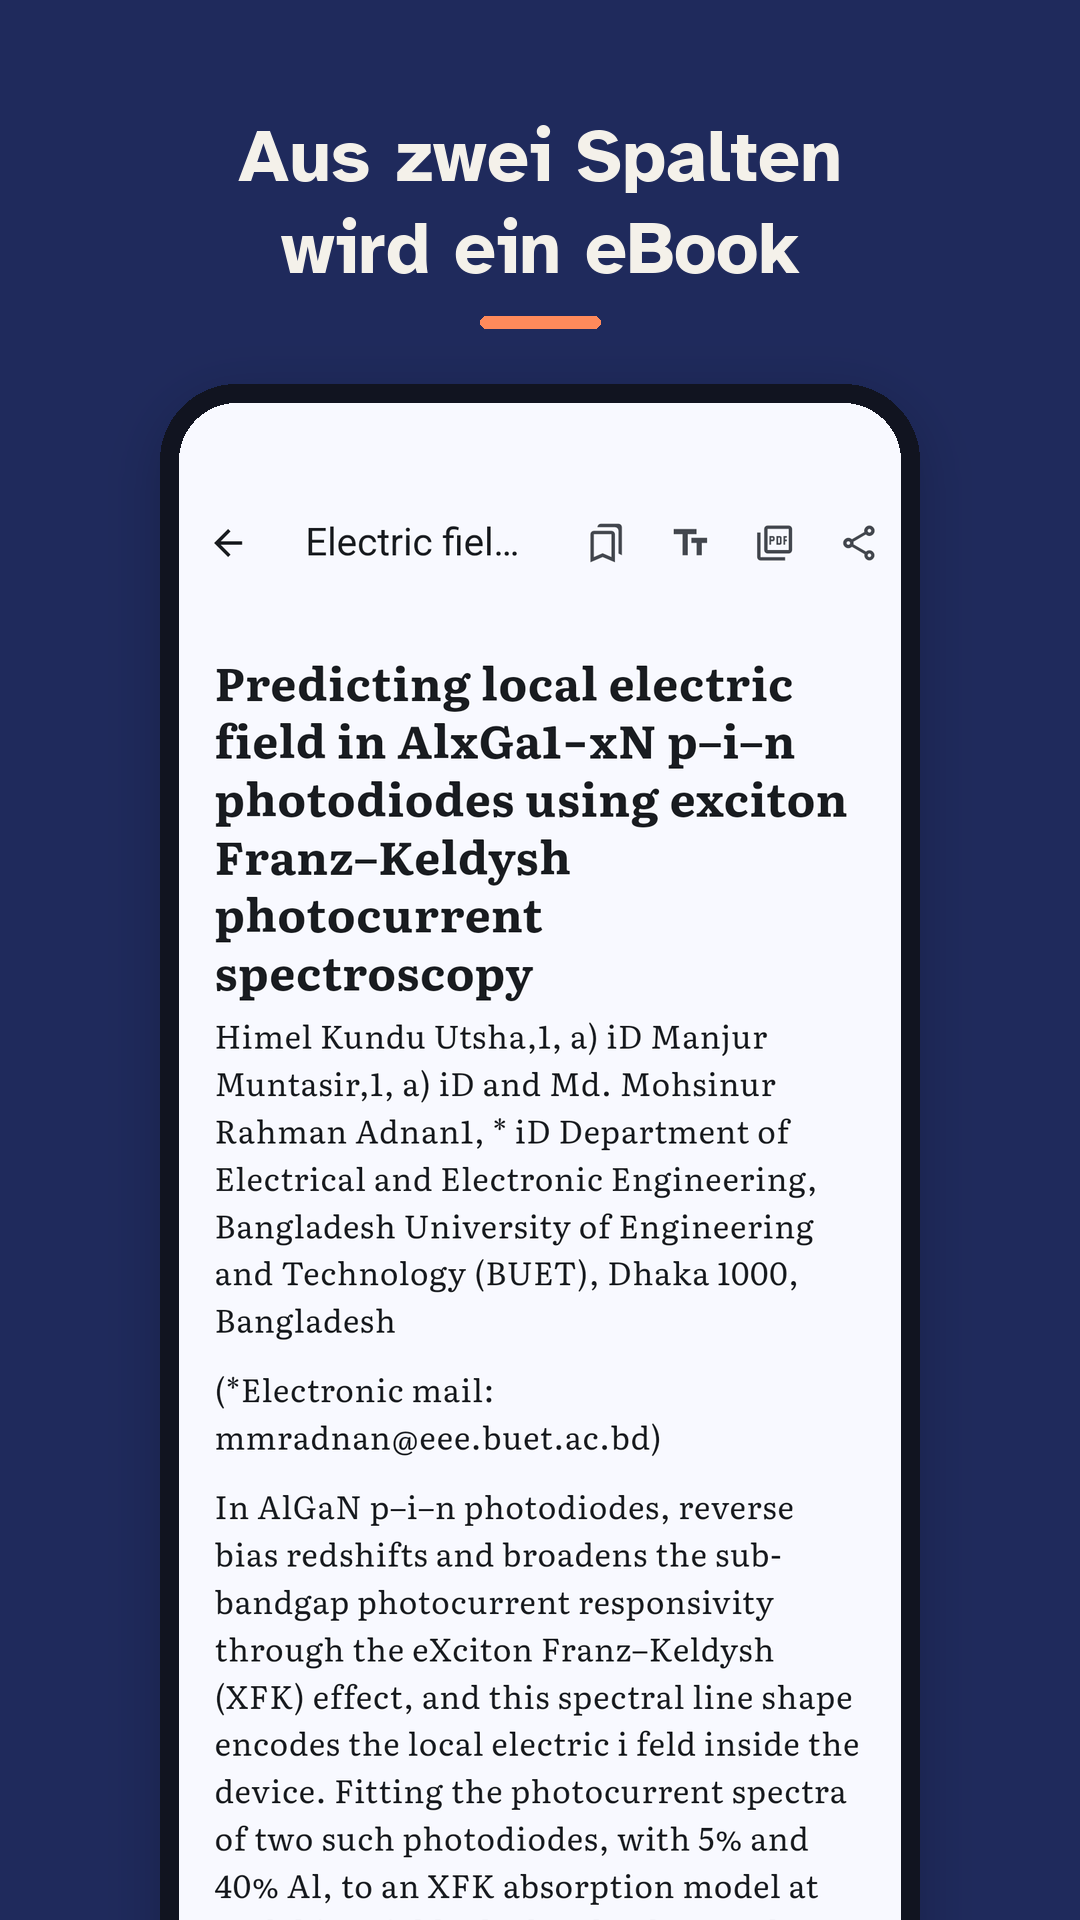 Aus zwei Spalten
wird ein eBook
Electric fiel...
PDF
Predicting local electric
field in AlxGa1−xN p–i–n
photodiodes using exciton
Franz–Keldysh
photocurrent
spectroscopy
Himel Kundu Utsha,1, a) iD Manjur
Muntasir,1, a) iD and Md. Mohsinur
Rahman Adnan1, * iD Department of
Electrical and Electronic Engineering,
Bangladesh University of Engineering
and Technology (BUET), Dhaka 1000,
Bangladesh
(*Electronic mail:
mmradnan@eee.buet.ac.bd)
In AlGaN p–i–n photodiodes, reverse
bias redshifts and broadens the sub-
bandgap photocurrent responsivity
through the eXciton Franz–Keldysh
(XFK) effect, and this spectral line shape
encodes the local electric i feld inside the
device. Fitting the photocurrent spectra
of two such photodiodes, with 5% and
40% Al, to an XFK absorption model at